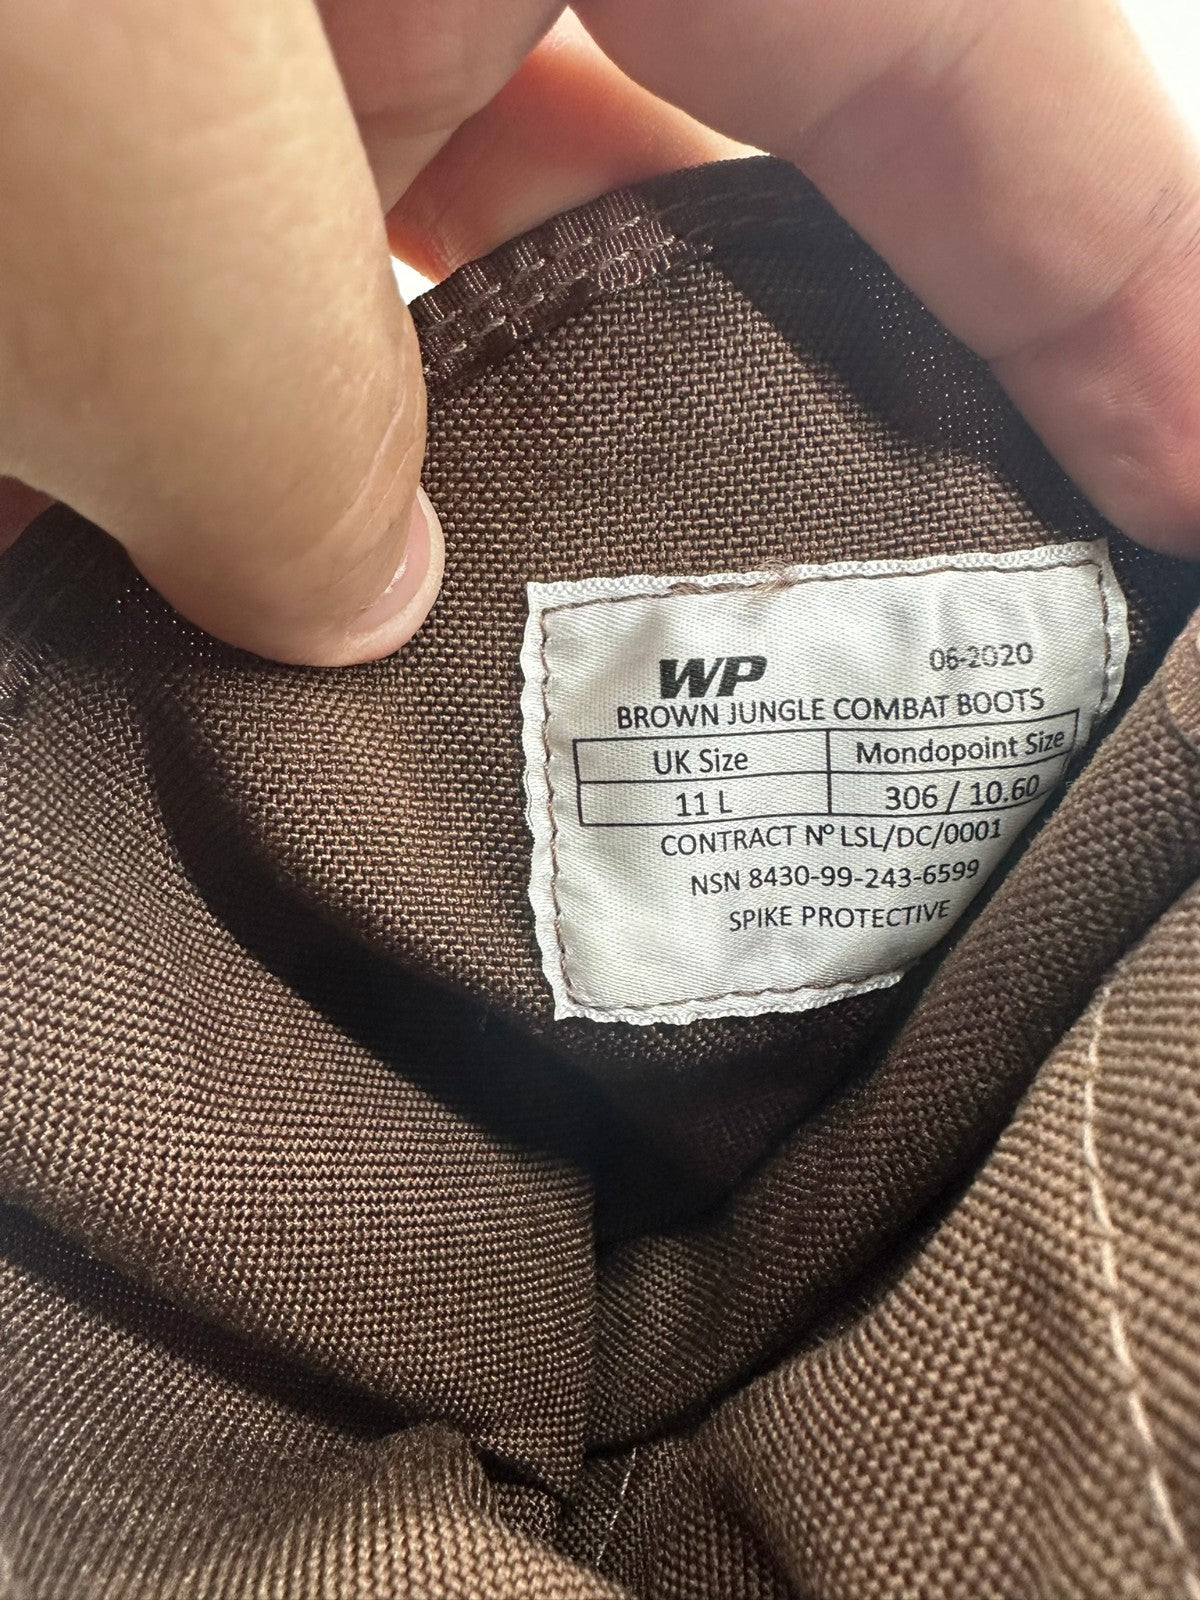 WP 06-2020
BROWN JUNGLE COMBAT BOOTS
UK Size Mondopoint Size
11 L 306 / 10.60
CONTRACT Nº LSL/DC/0001
NSN 8430-99-243-6599
SPIKE PROTECTIVE